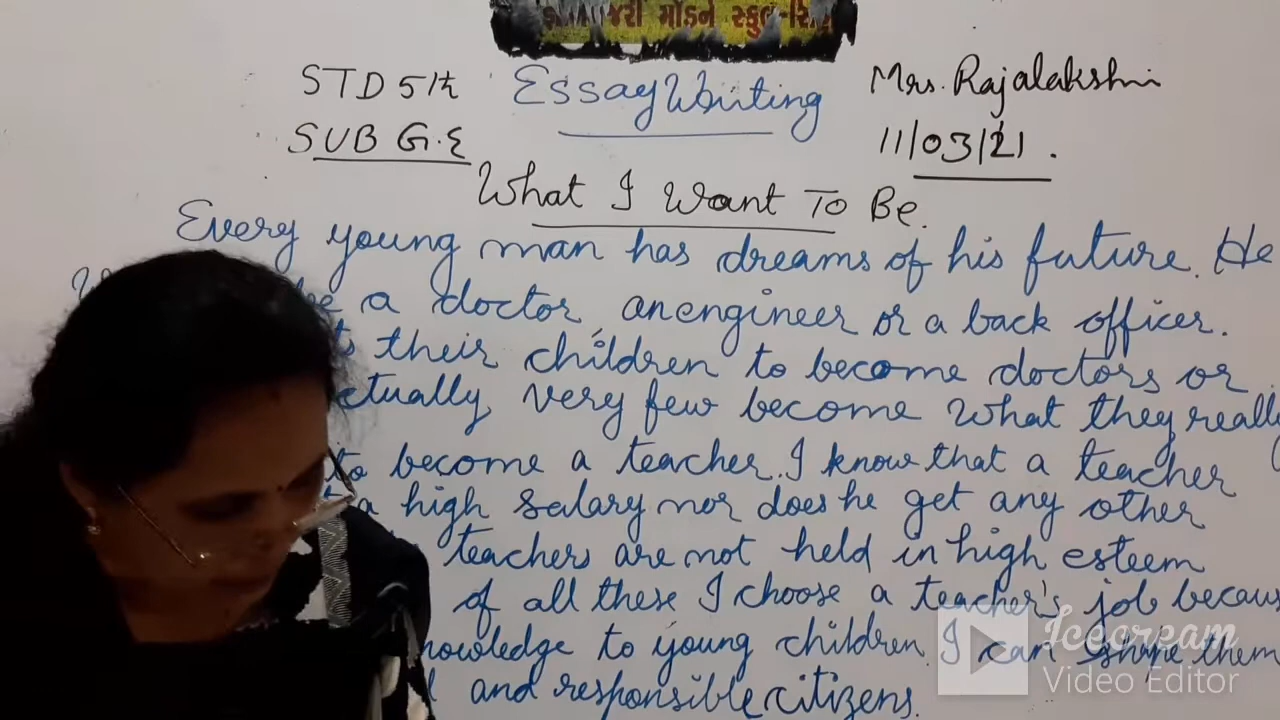 મોડર્ન સ્કુલ
STD 5th
Essay Writing
Mrs. Rajalakshmi
SUB G.E
11/03/21.
What I Want To Be.
Every young man has dreams of his future. He
be a doctor, an engineer or a back officer.
their children to become doctors or
ctually, very few become what they really
to become a teacher. I know that a teacher
a high salary nor does he get any other
teachers are not held in high esteem
of all these I choose a teacher's job becaus
nowledge to young children. I can shape them
and responsible citizens.
Icecream
Video Editor